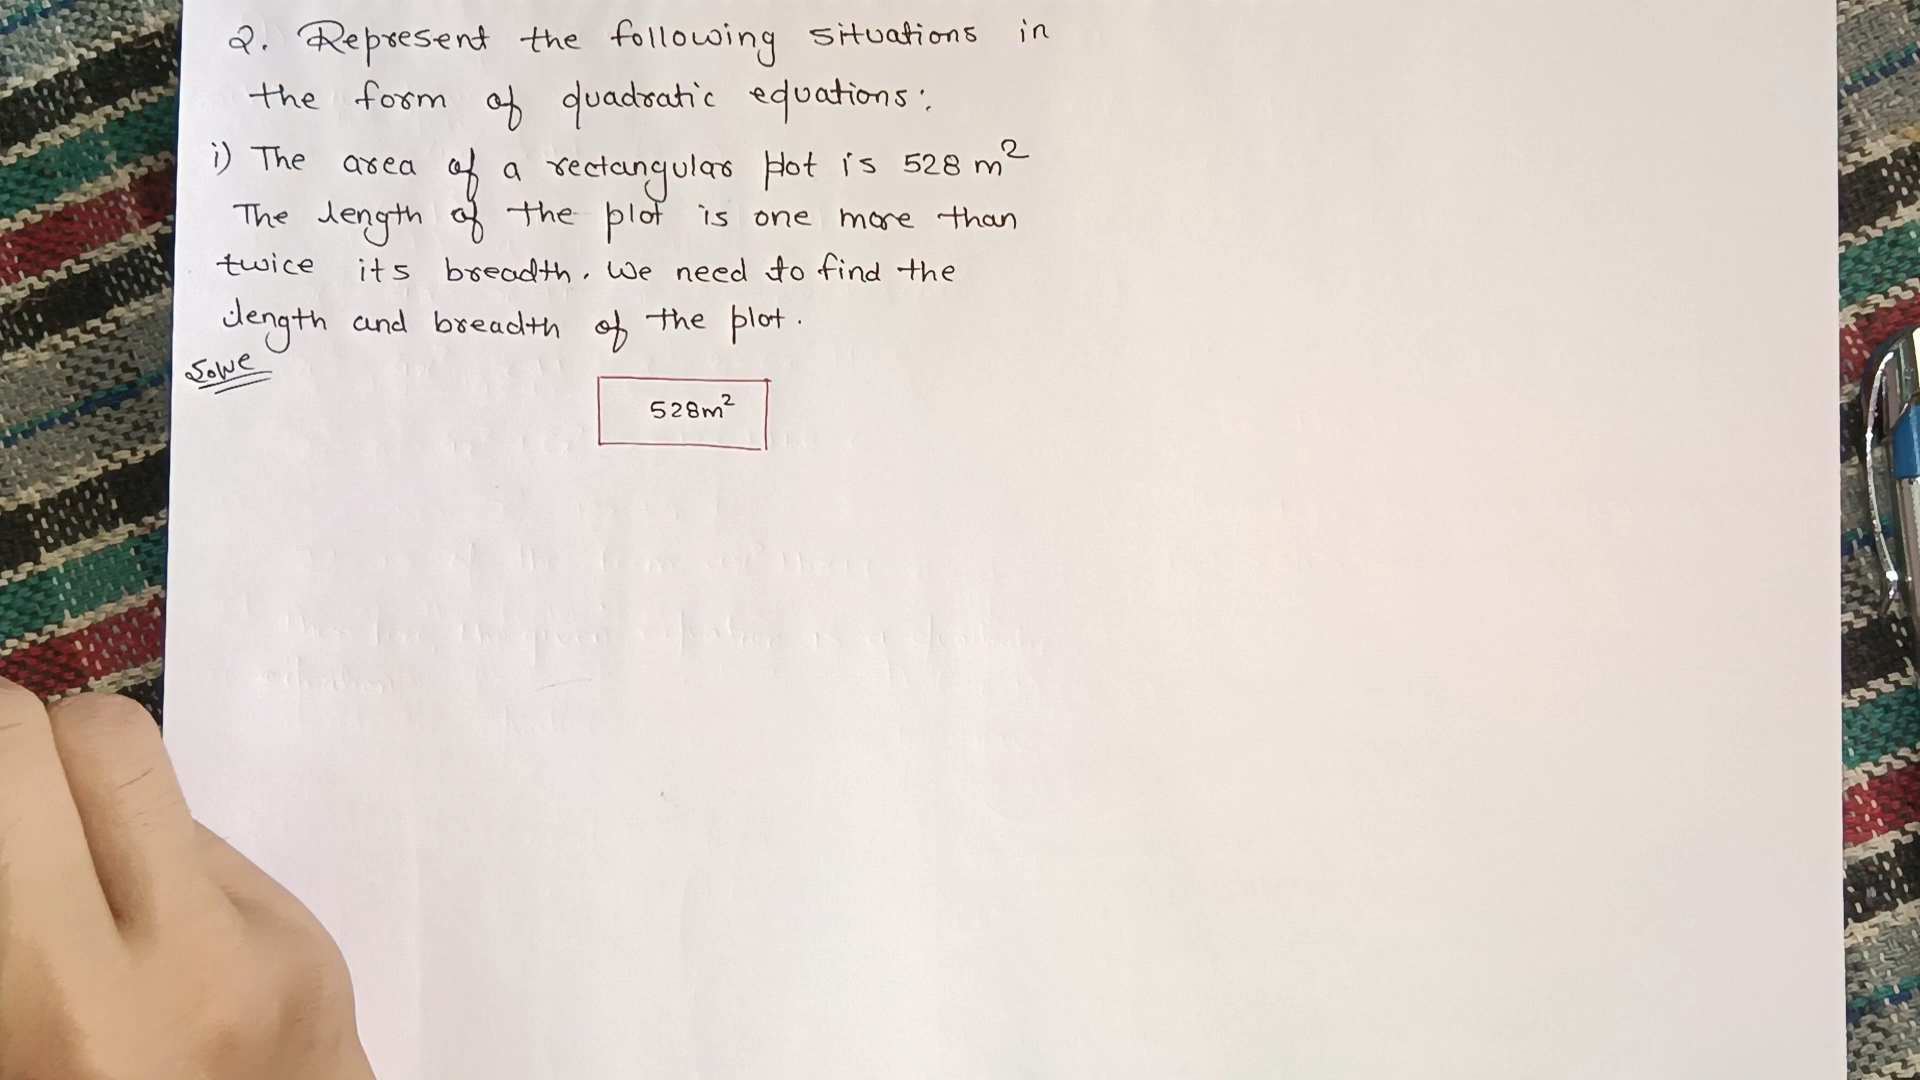 2. Represent the following situations in
the form of quadratic equations:
i) The area of a rectangular plot is 528 m²
The length of the plot is one more than
twice its breadth. We need to find the
length and breadth of the plot.
528m²